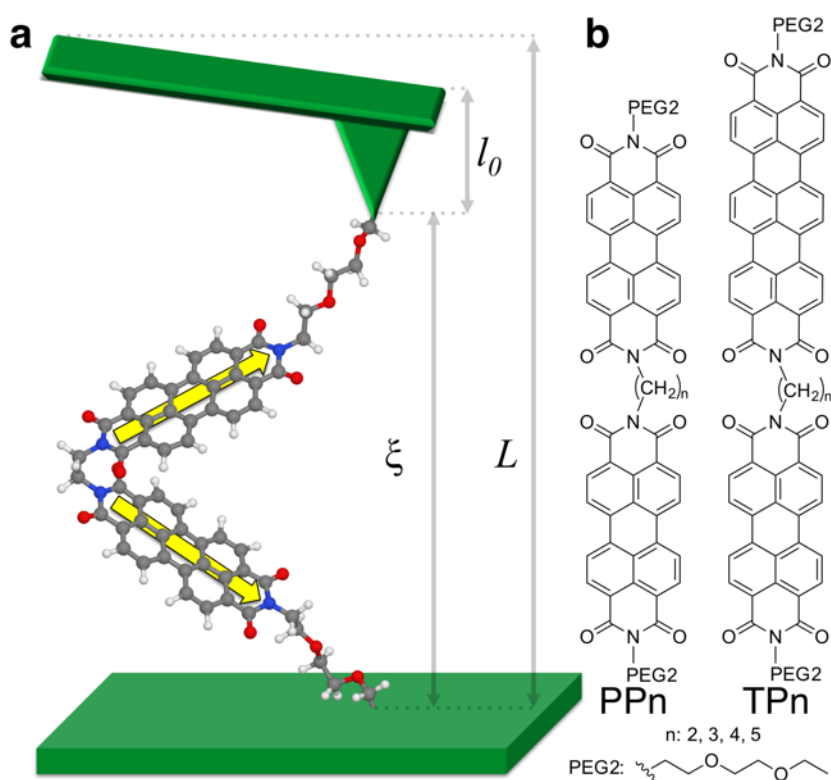 a
l0
ξ
L
b
PEG2
O N O
O N O
(CH2)n
O N O
O N O
PEG2
PPn
PEG2
O N O
O N O
(CH2)n
O N O
O N O
PEG2
TPn
n: 2, 3, 4, 5
PEG2: O O